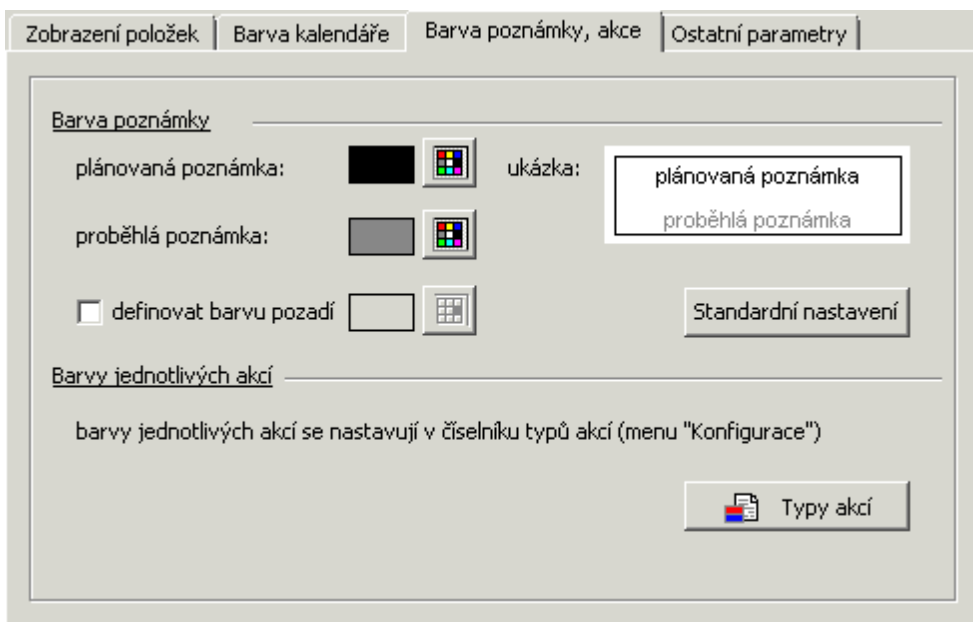 Zobrazení položek
Barva kalendáře
Barva poznámky, akce
Ostatní parametry
Barva poznámky
plánovaná poznámka:
ukázka:
plánovaná poznámka
proběhlá poznámka
proběhlá poznámka:
definovat barvu pozadí
Standardní nastavení
Barvy jednotlivých akcí
barvy jednotlivých akcí se nastavují v číselníku typů akcí (menu "Konfigurace")
Typy akcí